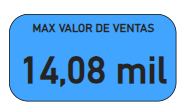 MAX VALOR DE VENTAS
14,08 mil